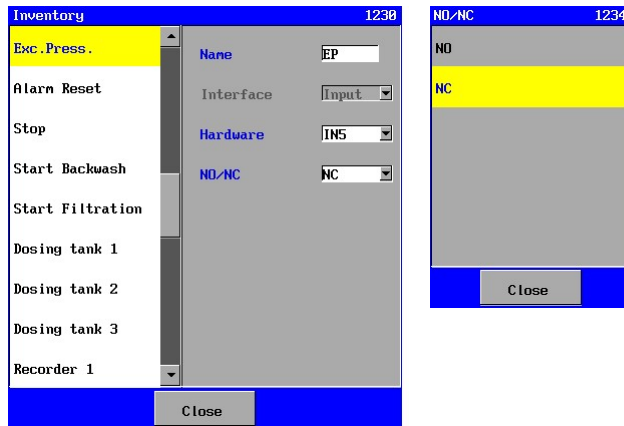 Inventory 1230
Exc.Press.
Alarm Reset
Stop
Start Backwash
Start Filtration
Dosing tank 1
Dosing tank 2
Dosing tank 3
Recorder 1
Name EP
Interface Input
Hardware IN5
NO/NC NC
Close
NO/NC 1234
NO
NC
Close